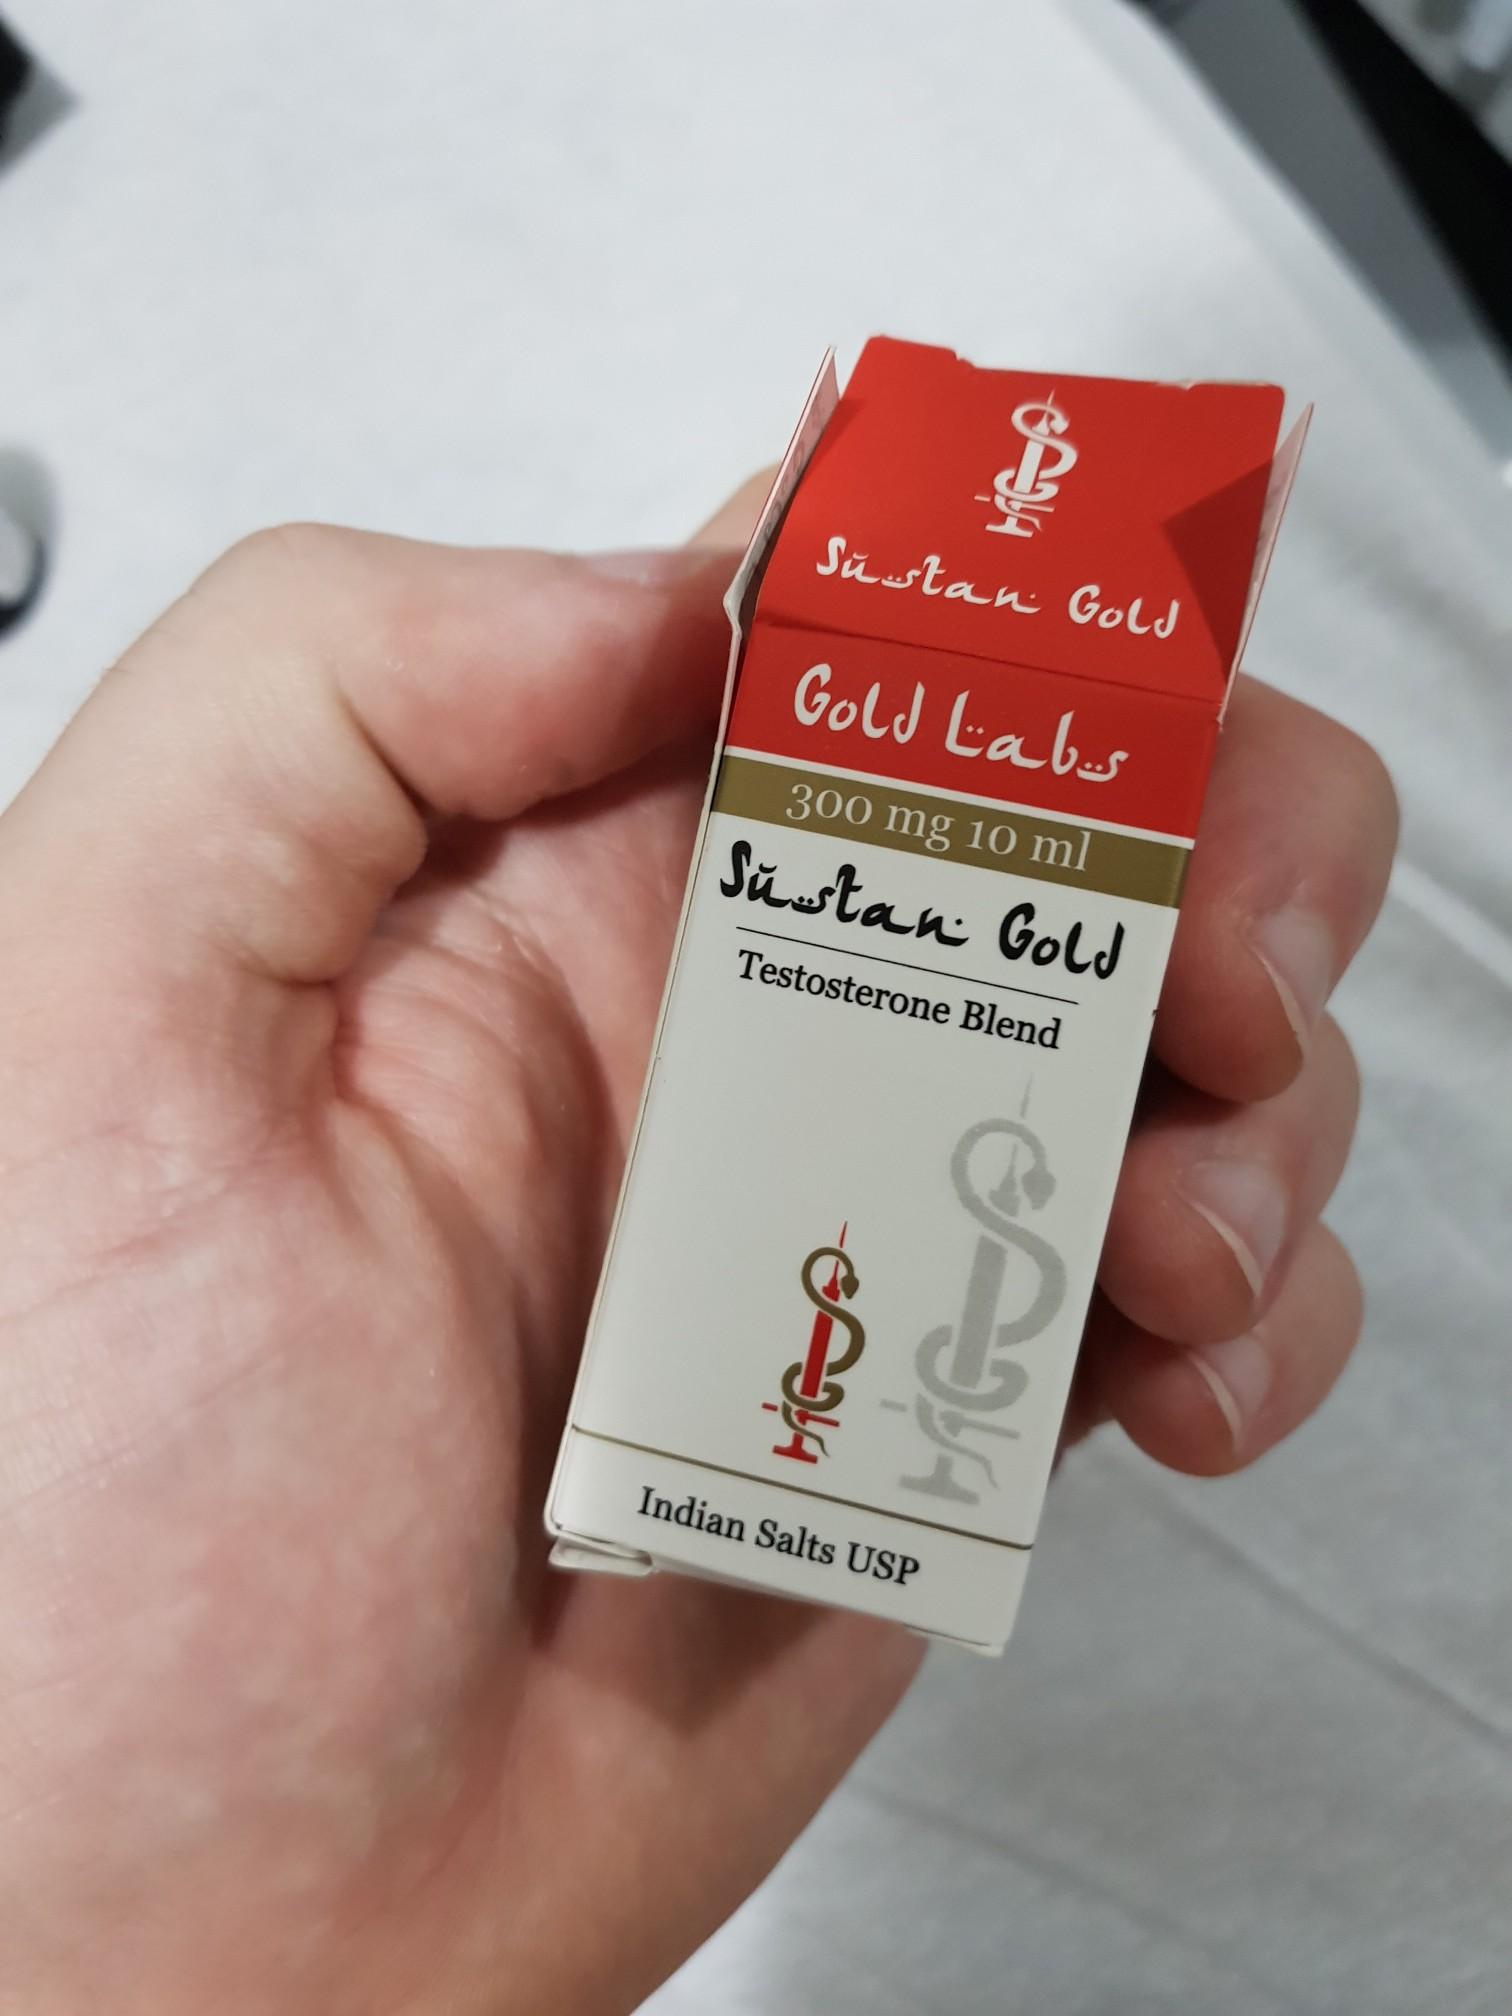 Sustan Gold
Gold Labs
300 mg 10 ml
Sustan Gold
Testosterone Blend
Indian Salts USP